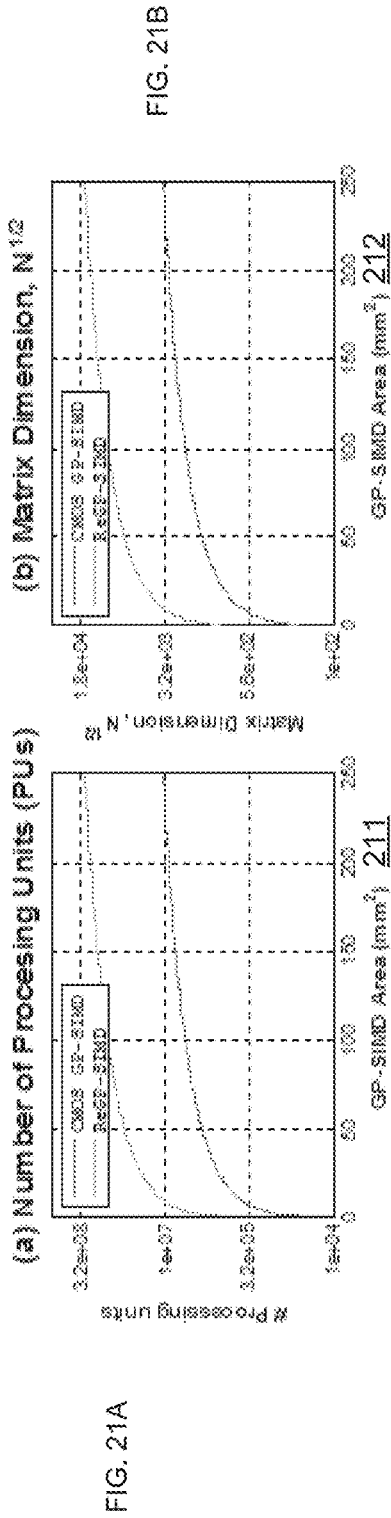 FIG. 21A
(a) Number of Procesing Units (PUs)
# Processing units
3.2e+08
1e+07
3.2e+05
1e+04
CMOS GP-SIMD
ReGP-SIMD
0 50 100 150 200 250
GP-SIMD Area (mm²) 211
FIG. 21B
(b) Matrix Dimension, N^1/2
Matrix Dimension, N^1/2
1.8e+04
3.2e+03
5.6e+02
1e+02
CMOS GP-SIMD
ReGP-SIMD
0 50 100 150 200 250
GP-SIMD Area (mm²) 212